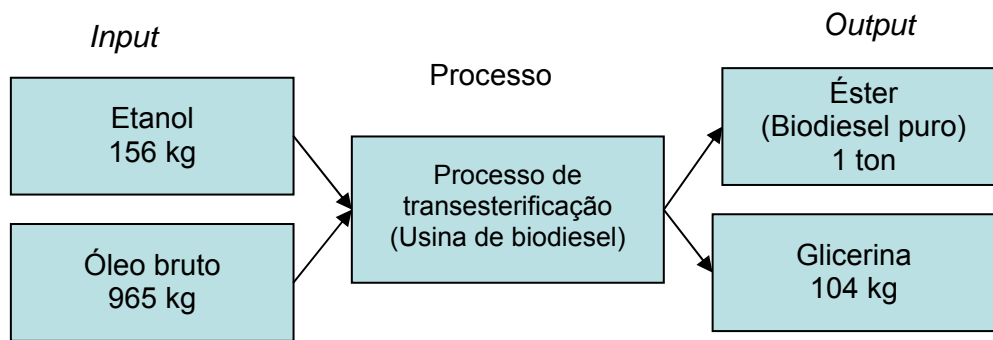 Input
Etanol
156 kg
Óleo bruto
965 kg
Processo
Processo de
transesterificação
(Usina de biodiesel)
Output
Éster
(Biodiesel puro)
1 ton
Glicerina
104 kg